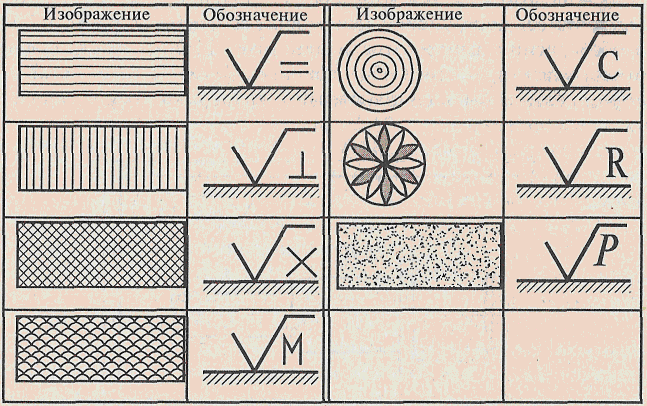 Изображение Обозначение Изображение Обозначение
= C
⊥ R
× P
M